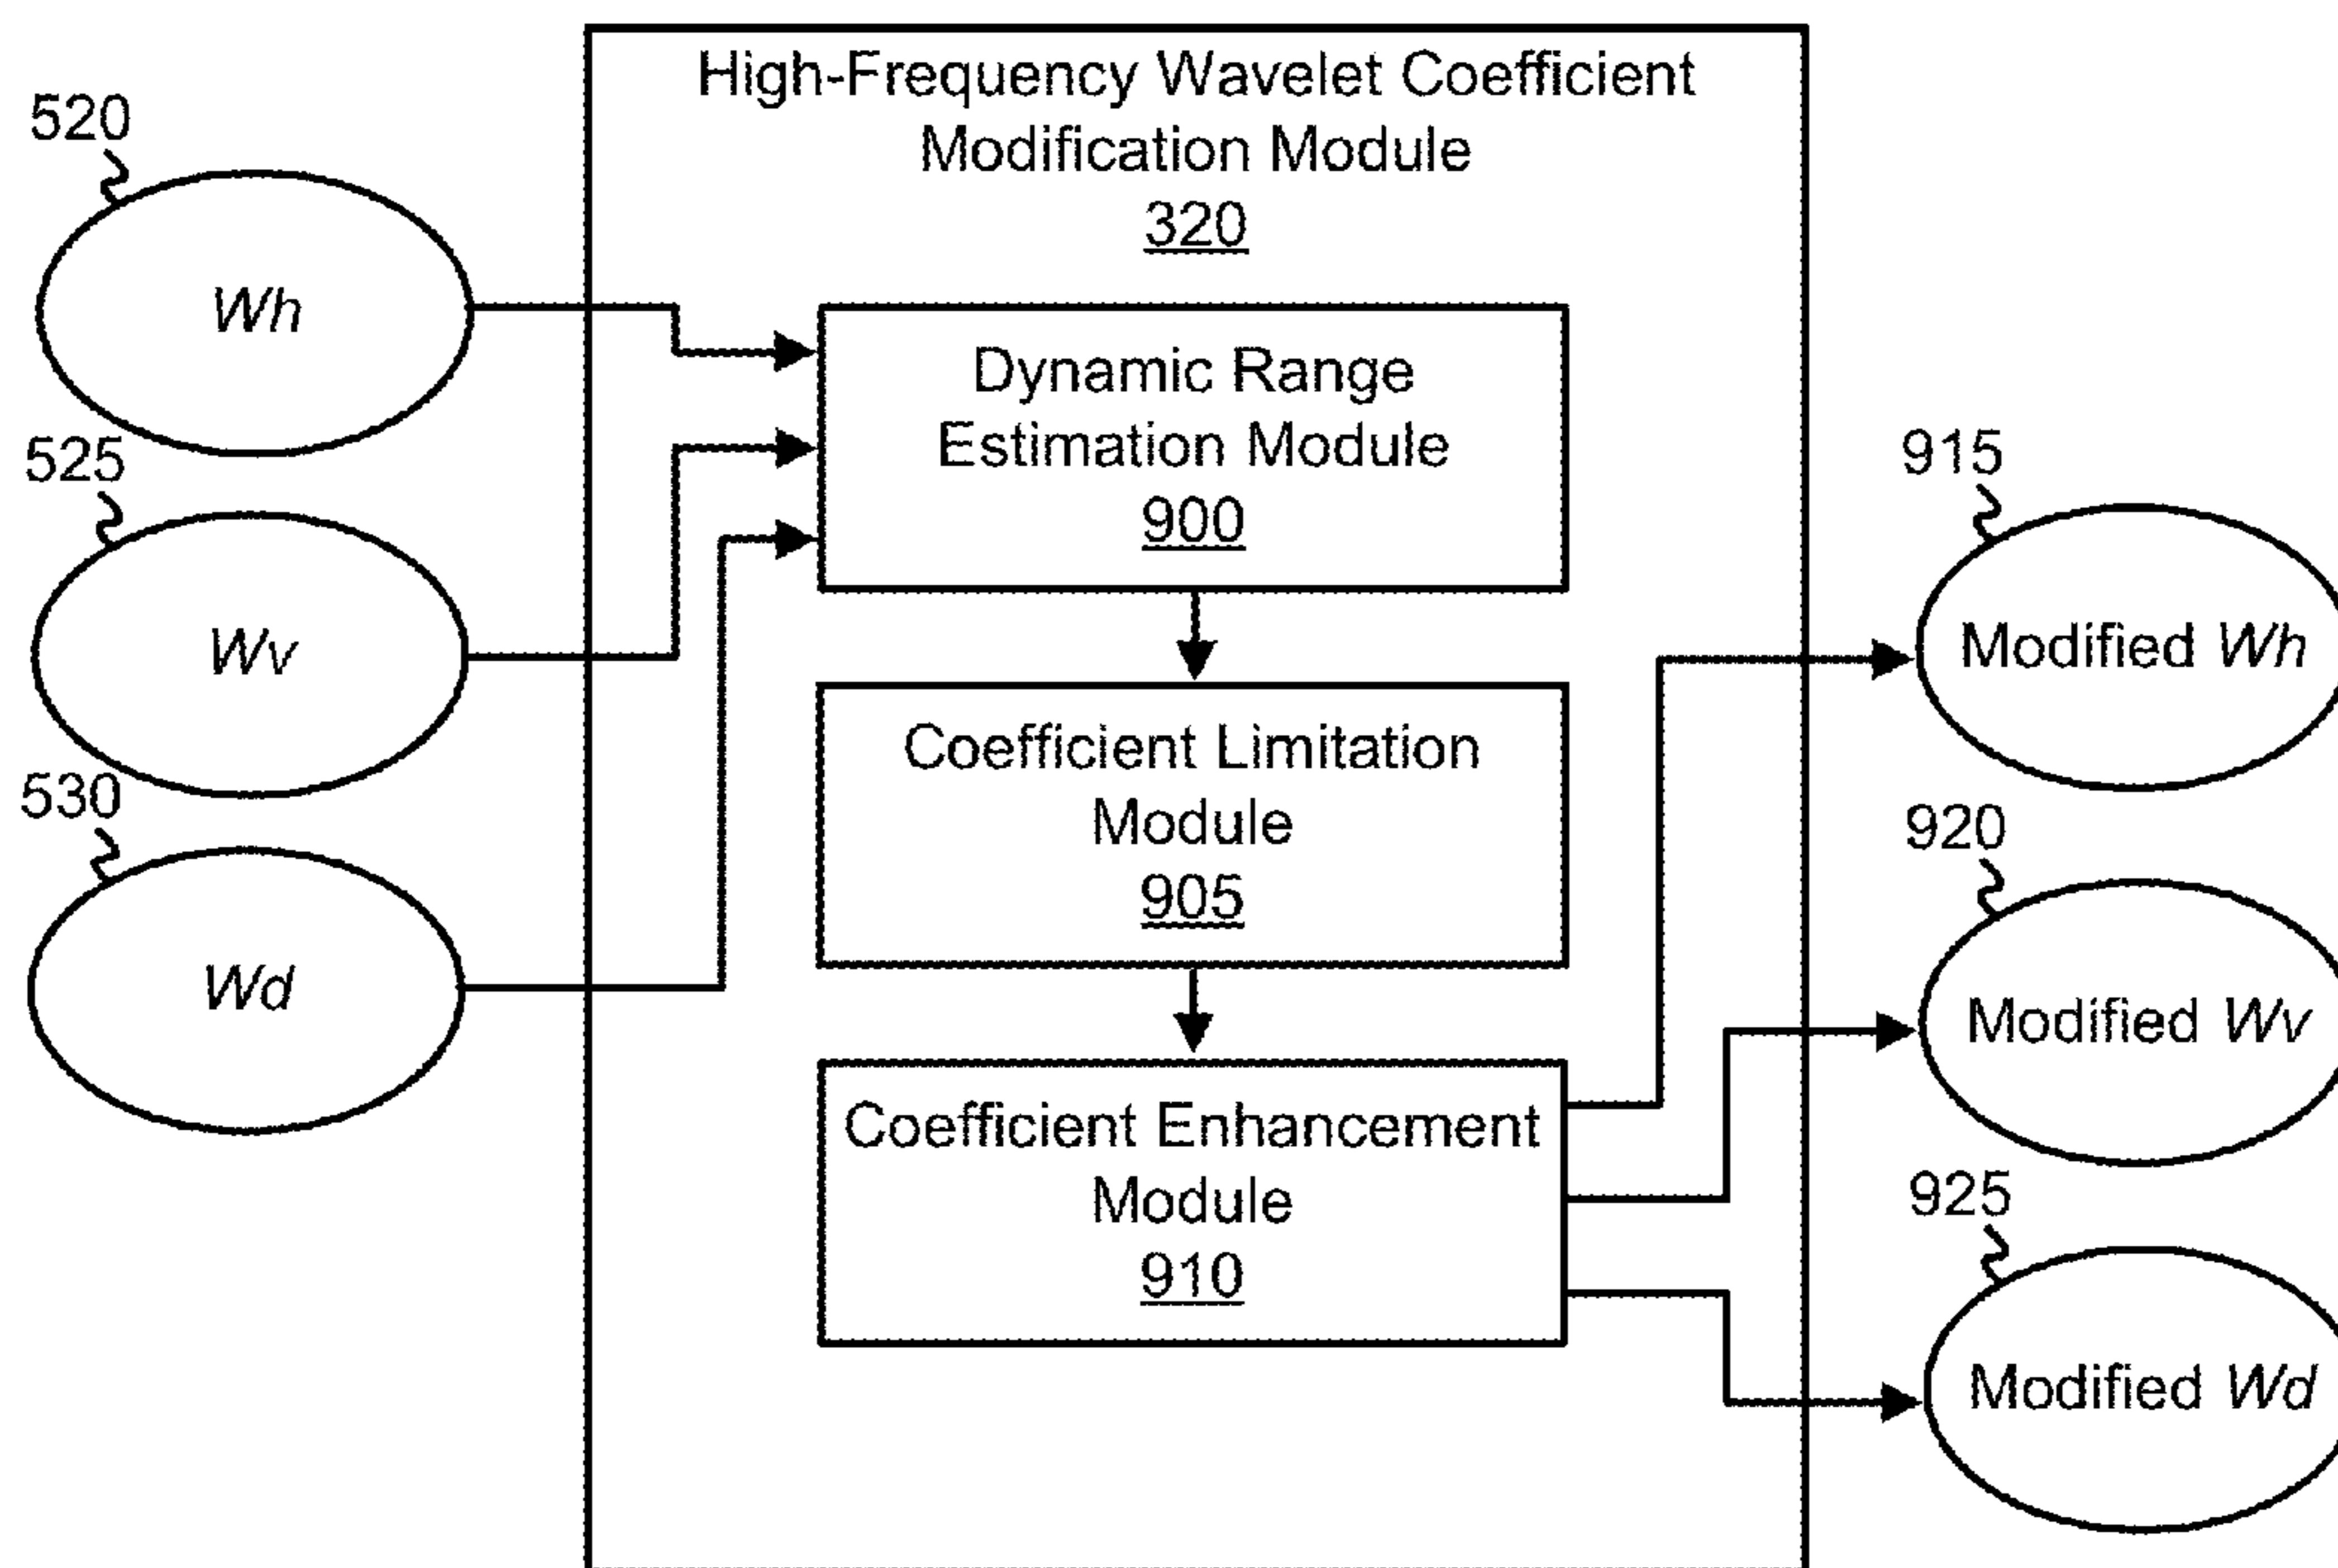 High-Frequency Wavelet Coefficient
Modification Module
320
520
Wh
525
Wv
530
Wd
Dynamic Range
Estimation Module
900
Coefficient Limitation
Module
905
Coefficient Enhancement
Module
910
915
Modified Wh
920
Modified Wv
925
Modified Wd